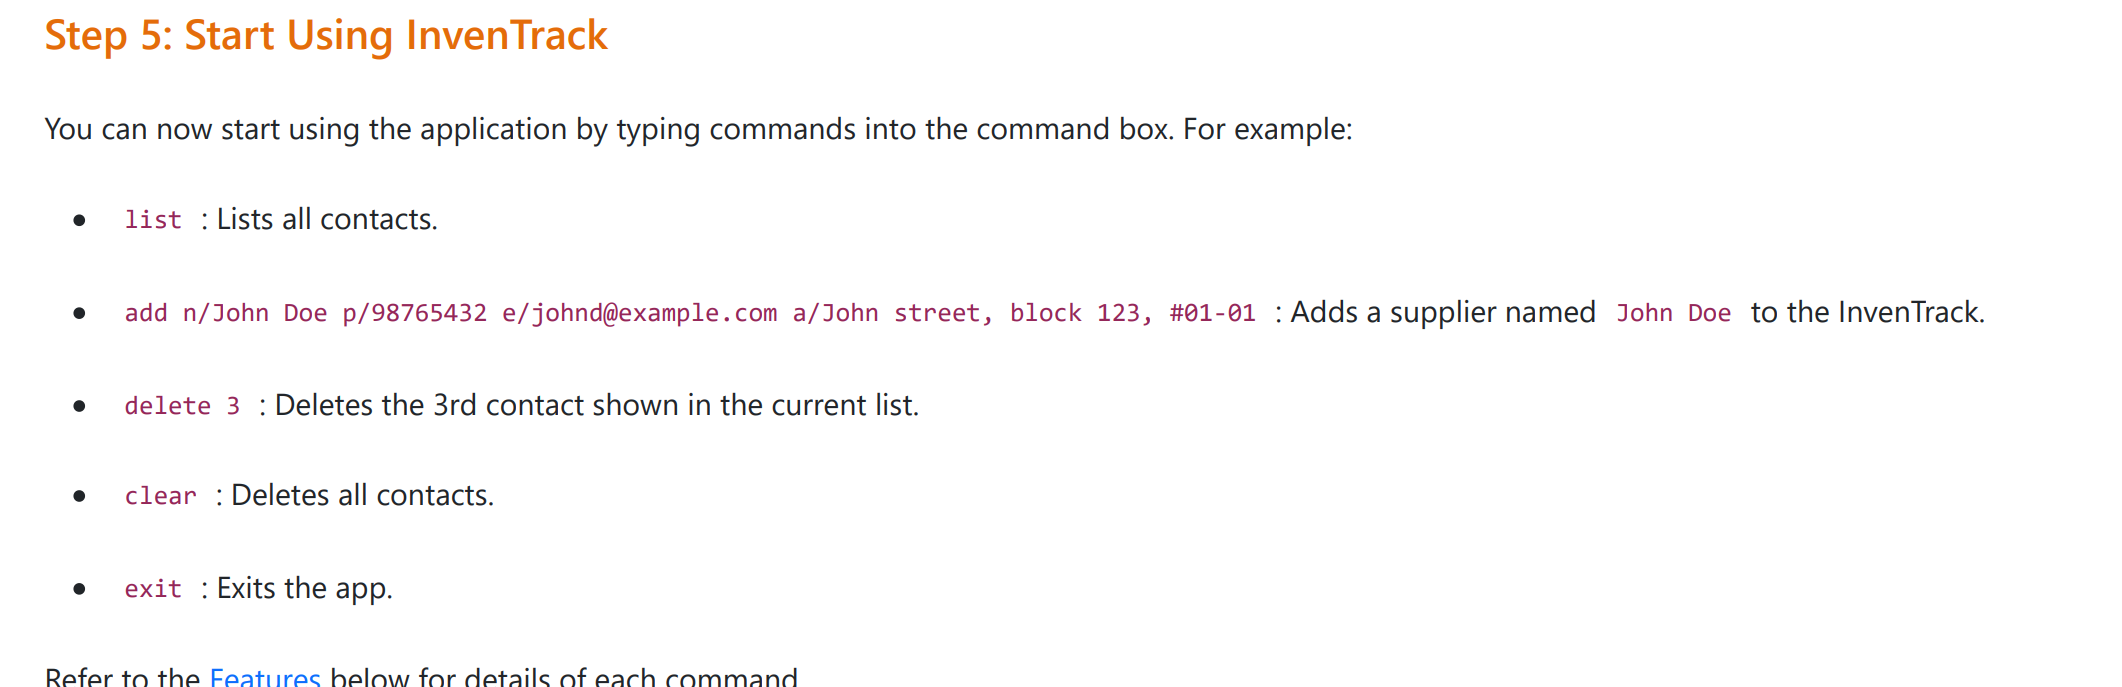 Step 5: Start Using InvenTrack
You can now start using the application by typing commands into the command box. For example:
● list : Lists all contacts.
● add n/John Doe p/98765432 e/johnd@example.com a/John street, block 123, #01-01 : Adds a supplier named John Doe to the InvenTrack.
● delete 3 : Deletes the 3rd contact shown in the current list.
● clear : Deletes all contacts.
● exit : Exits the app.
Refer to the Features below for details of each command